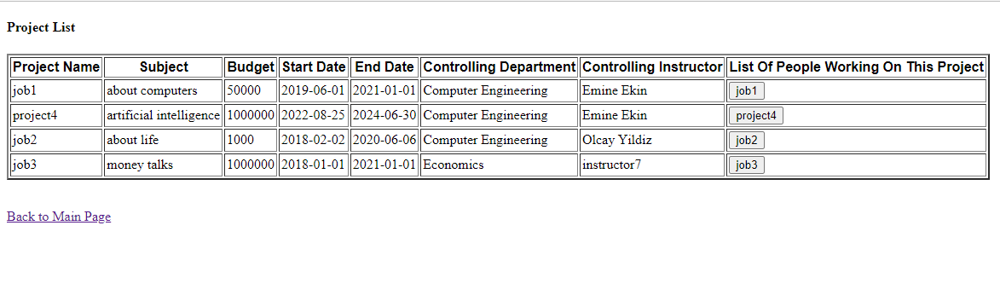 Project List
Project Name Subject Budget Start Date End Date Controlling Department Controlling Instructor List Of People Working On This Project
job1 about computers 50000 2019-06-01 2021-01-01 Computer Engineering Emine Ekin job1
project4 artificial intelligence 1000000 2022-08-25 2024-06-30 Computer Engineering Emine Ekin project4
job2 about life 1000 2018-02-02 2020-06-06 Computer Engineering Olcay Yildiz job2
job3 money talks 1000000 2018-01-01 2021-01-01 Economics instructor7 job3
Back to Main Page